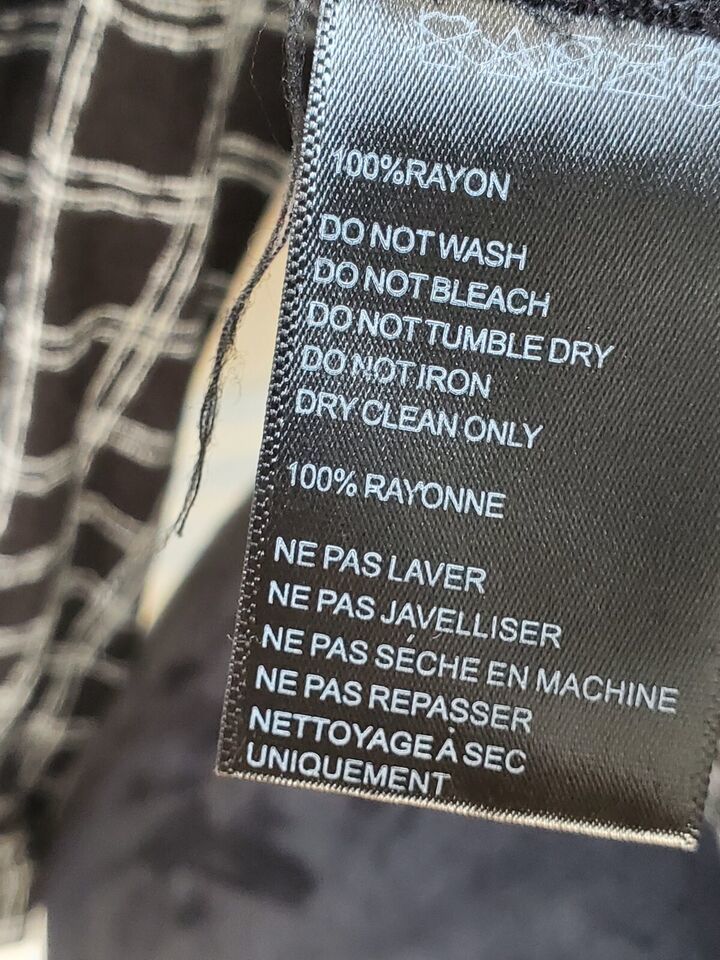 100%RAYON
DO NOT WASH
DO NOT BLEACH
DO NOT TUMBLE DRY
DO NOT IRON
DRY CLEAN ONLY
100% RAYONNE
NE PAS LAVER
NE PAS JAVELLISER
NE PAS SÉCHE EN MACHINE
NE PAS REPASSER
NETTOYAGE À SEC
UNIQUEMENT